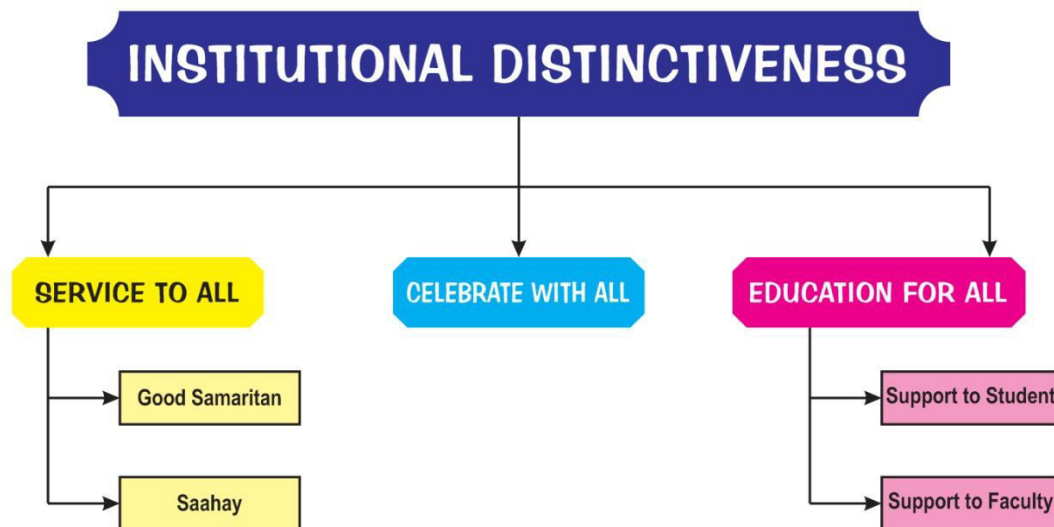 INSTITUTIONAL DISTINCTIVENESS
SERVICE TO ALL
CELEBRATE WITH ALL
EDUCATION FOR ALL
Good Samaritan
Support to Student
Saahay
Support to Faculty